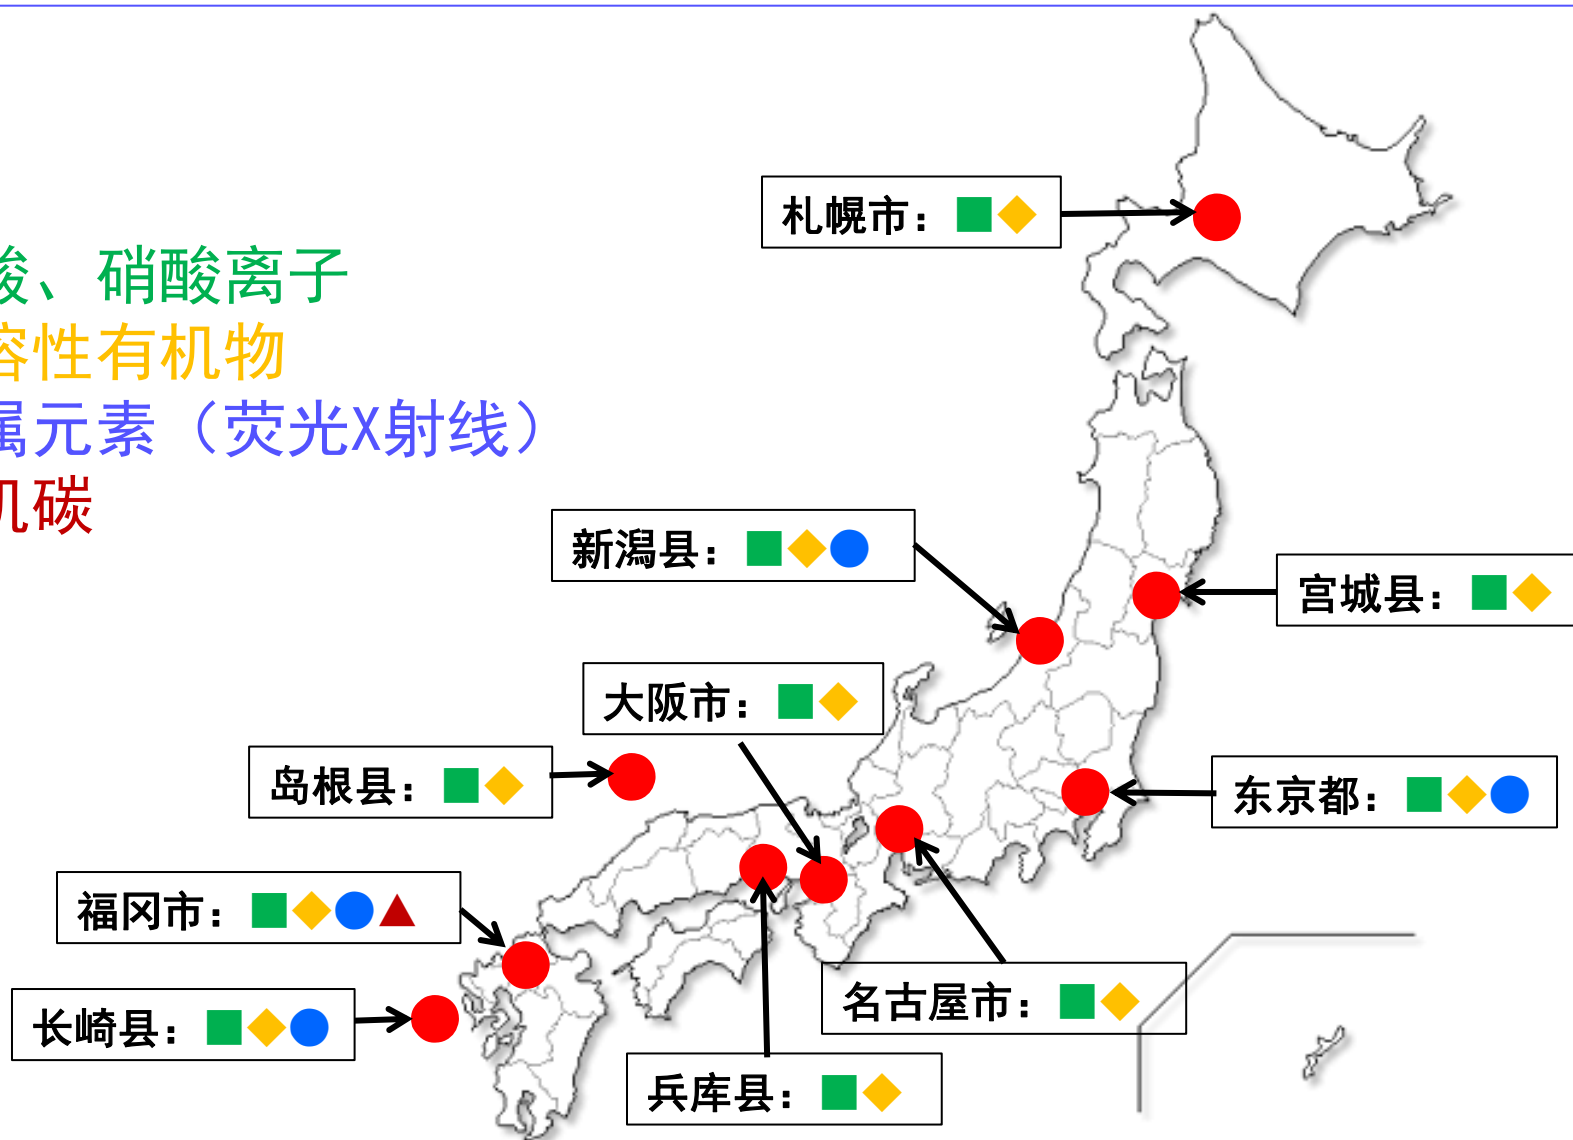 札幌市：
酸、硝酸离子
溶性有机物
属元素（荧光X射线）
机碳
新潟县：
宫城县：
大阪市：
岛根县：
东京都：
福冈市：
名古屋市：
长崎县：
兵库县：